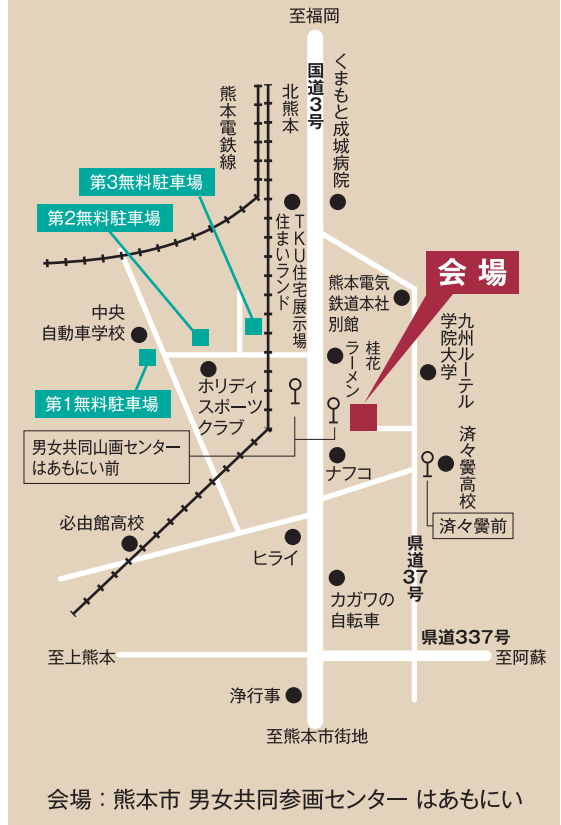 至福岡
国道3号
くまもと成城病院
北熊本
熊本電鉄線
第3無料駐車場
第2無料駐車場
TKU住宅展示場
住まいランド
会場
熊本電気
鉄道本社
別館
中央
自動車学校
桂花
ラーメン
九州ルーテル
学院大学
第1無料駐車場
ホリディ
スポーツ
クラブ
男女共同山画センター
はあもにい前
ナフコ
済々黌高校
必由館高校
済々黌前
ヒライ
県道37号
カガワの
自転車
県道337号
至上熊本
至阿蘇
浄行事
至熊本市街地
会場：熊本市 男女共同参画センター はあもにい